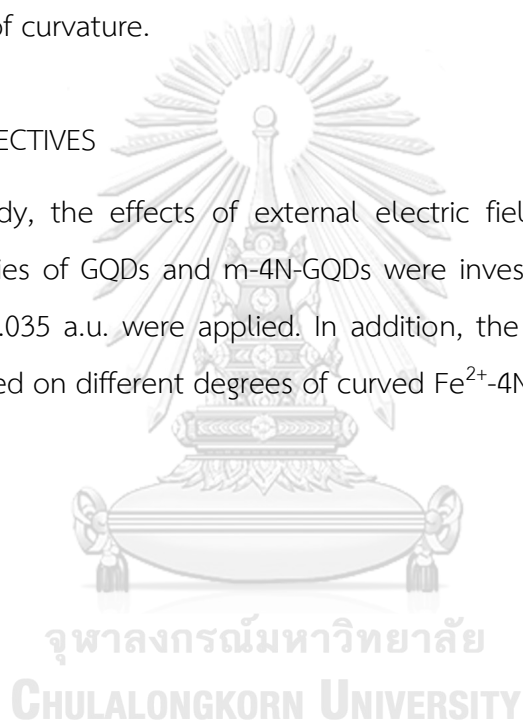 of curvature.
ECTIVES
dy, the effects of external electric fiel
ies of GQDs and m-4N-GQDs were inves
.035 a.u. were applied. In addition, the
ed on different degrees of curved Fe²⁺-4N
จุฬาลงกรณ์มหาวิทยาลัย
CHULALONGKORN UNIVERSITY